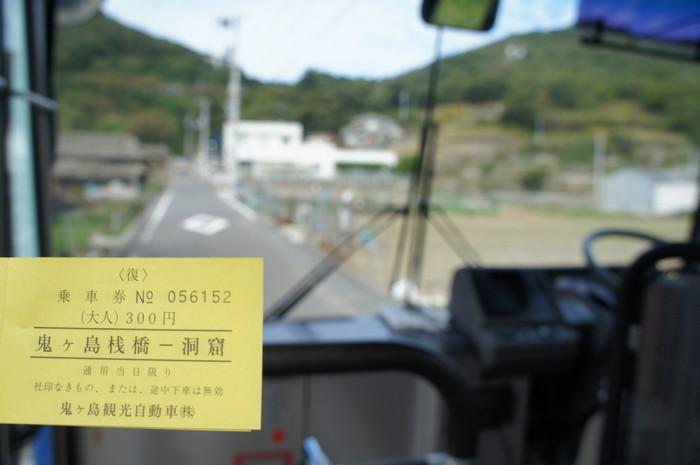 〈復〉
乗車券 № 056152
(大人) 300円
鬼ヶ島桟橋－洞窟
通用当日限り
社印なきもの、または、途中下車は無効
鬼ヶ島観光自動車㈱